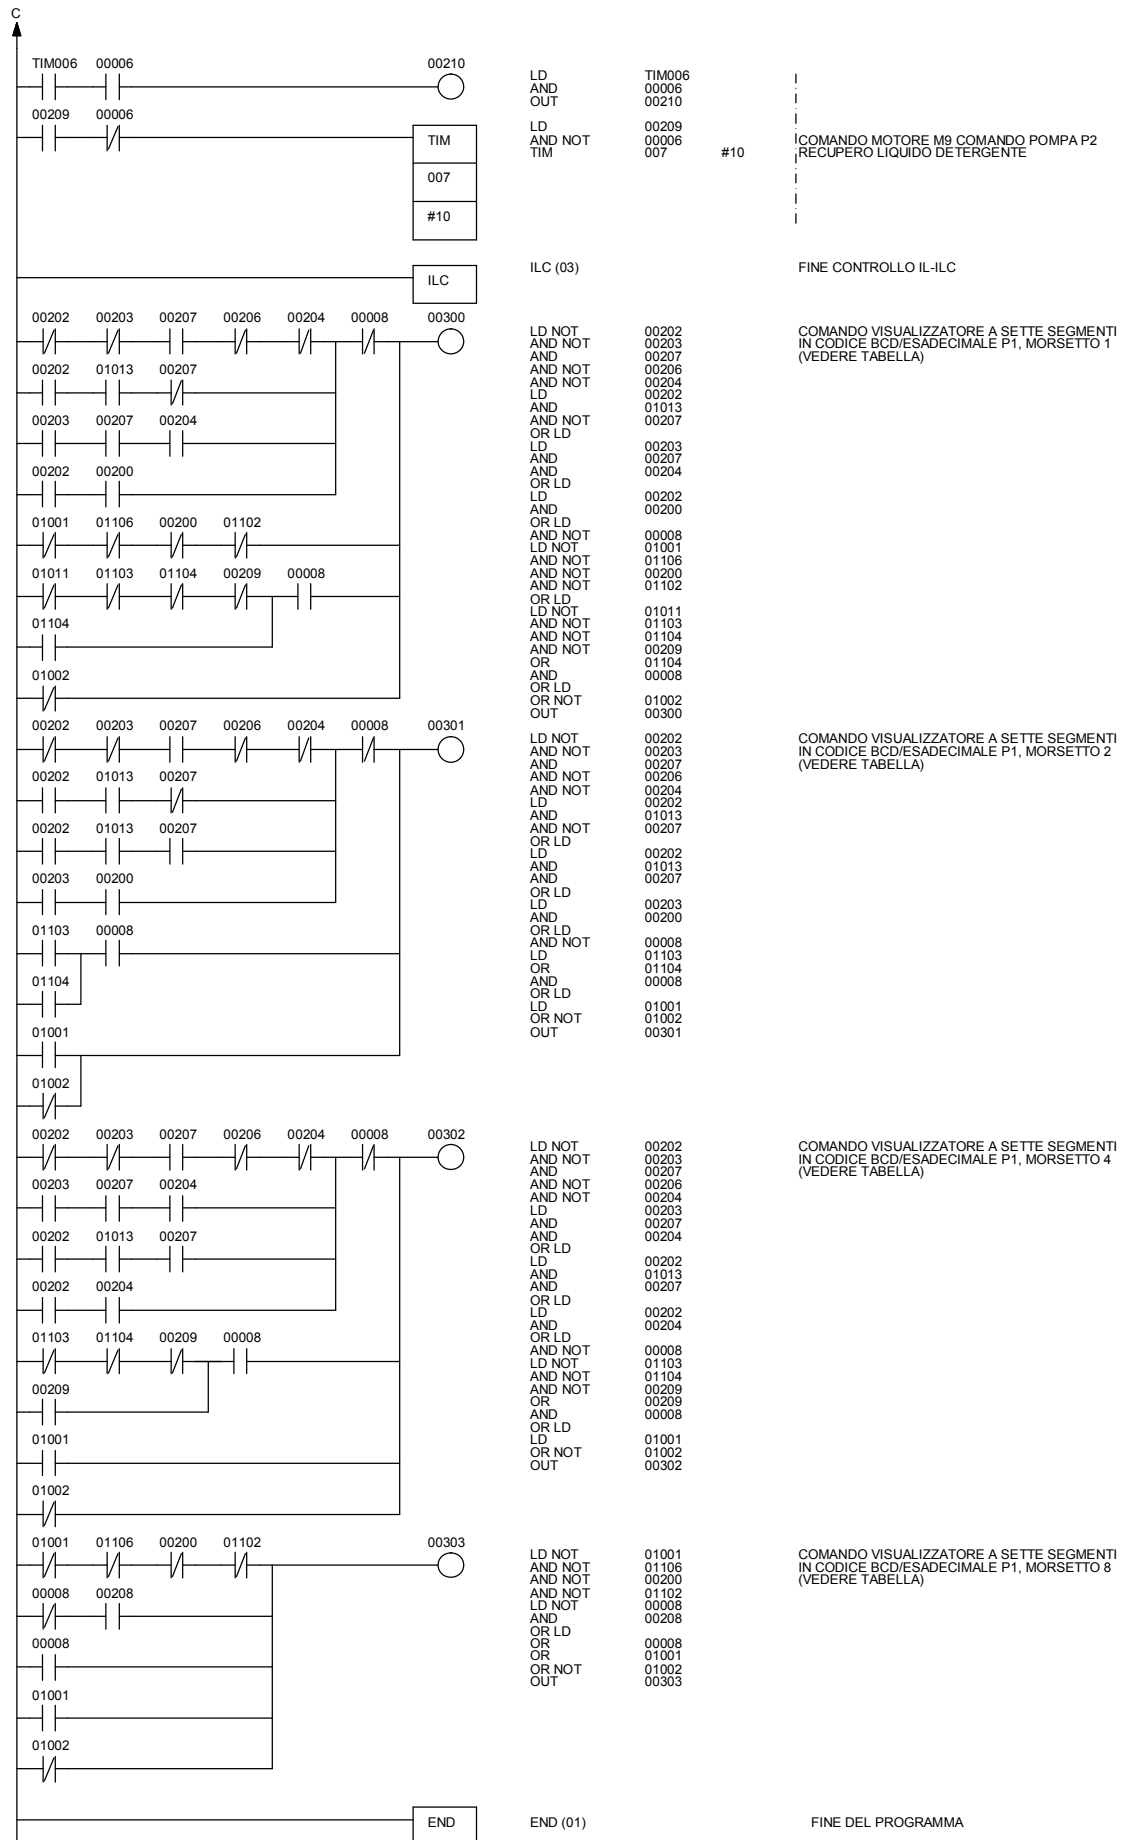 C
TIM006 00006 00210
00209 00006
TIM
007
#10
ILC
00202 00203 00207 00206 00204 00008 00300
00202 01013 00207
00203 00207 00204
00202 00200
01001 01106 00200 01102
01011 01103 01104 00209 00008
01104
01002
00202 00203 00207 00206 00204 00008 00301
00202 01013 00207
00202 01013 00207
00203 00200
01103 00008
01104
01001
01002
00202 00203 00207 00206 00204 00008 00302
00203 00207 00204
00202 01013 00207
00202 00204
01103 01104 00209 00008
00209
01001
01002
01001 01106 00200 01102 00303
00008 00208
00008
01001
01002
END
LD TIM006
AND 00006
OUT 00210
LD 00209
AND NOT 00006 COMANDO MOTORE M9 COMANDO POMPA P2
TIM 007 #10 RECUPERO LIQUIDO DETERGENTE
ILC (03) FINE CONTROLLO IL-ILC
LD NOT 00202 COMANDO VISUALIZZATORE A SETTE SEGMENTI
AND NOT 00203 IN CODICE BCD/ESADECIMALE P1, MORSETTO 1
AND 00207 (VEDERE TABELLA)
AND NOT 00206
AND NOT 00204
LD 00202
AND 01013
AND NOT 00207
OR LD
LD 00203
AND 00207
AND 00204
OR LD
LD 00202
AND 00200
OR LD
AND NOT 00008
LD NOT 01001
AND NOT 01106
AND NOT 00200
AND NOT 01102
OR LD
LD NOT 01011
AND NOT 01103
AND NOT 01104
AND NOT 00209
OR 01104
AND 00008
OR LD
OR NOT 01002
OUT 00300
LD NOT 00202 COMANDO VISUALIZZATORE A SETTE SEGMENTI
AND NOT 00203 IN CODICE BCD/ESADECIMALE P1, MORSETTO 2
AND 00207 (VEDERE TABELLA)
AND NOT 00206
AND NOT 00204
LD 00202
AND 01013
AND NOT 00207
OR LD
LD 00202
AND 01013
AND 00207
OR LD
LD 00203
AND 00200
OR LD
AND NOT 00008
LD 01103
OR 01104
AND 00008
OR LD
LD 01001
OR NOT 01002
OUT 00301
LD NOT 00202 COMANDO VISUALIZZATORE A SETTE SEGMENTI
AND NOT 00203 IN CODICE BCD/ESADECIMALE P1, MORSETTO 4
AND 00207 (VEDERE TABELLA)
AND NOT 00206
AND NOT 00204
LD 00203
AND 00207
AND 00204
OR LD
LD 00202
AND 01013
AND 00207
OR LD
LD 00202
AND 00204
OR LD
AND NOT 00008
LD NOT 01103
AND NOT 01104
AND NOT 00209
OR 00209
AND 00008
OR LD
LD 01001
OR NOT 01002
OUT 00302
LD NOT 01001 COMANDO VISUALIZZATORE A SETTE SEGMENTI
AND NOT 01106 IN CODICE BCD/ESADECIMALE P1, MORSETTO 8
AND NOT 00200 (VEDERE TABELLA)
AND NOT 01102
LD NOT 00008
AND 00208
OR LD
OR 00008
OR 01001
OR NOT 01002
OUT 00303
END (01) FINE DEL PROGRAMMA